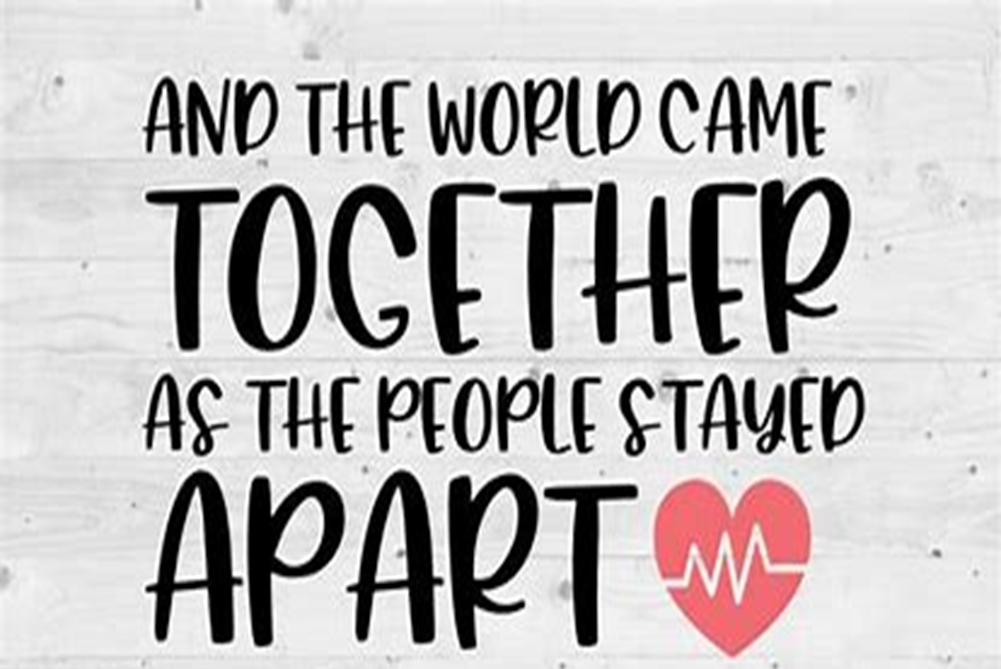 AND THE WORLD CAME
TOGETHER
AS THE PEOPLE STAYED
APART